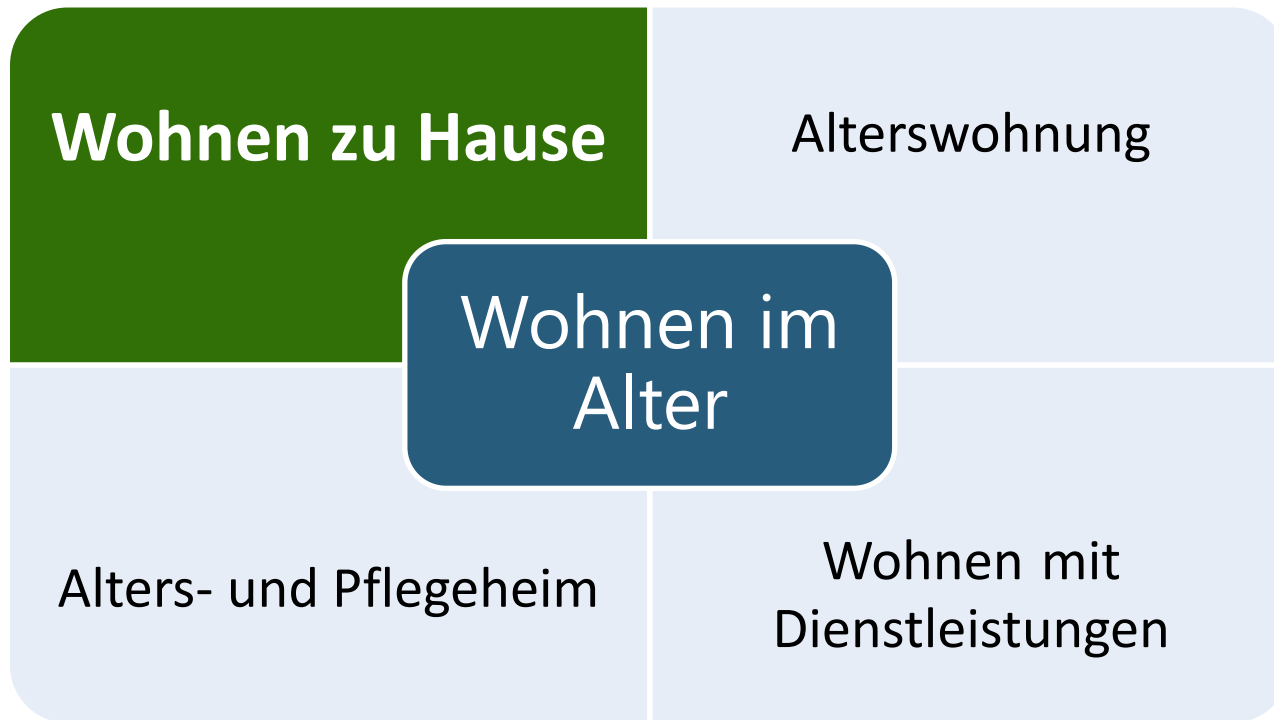 Wohnen zu Hause
Alterswohnung
Wohnen im
Alter
Alters- und Pflegeheim
Wohnen mit
Dienstleistungen